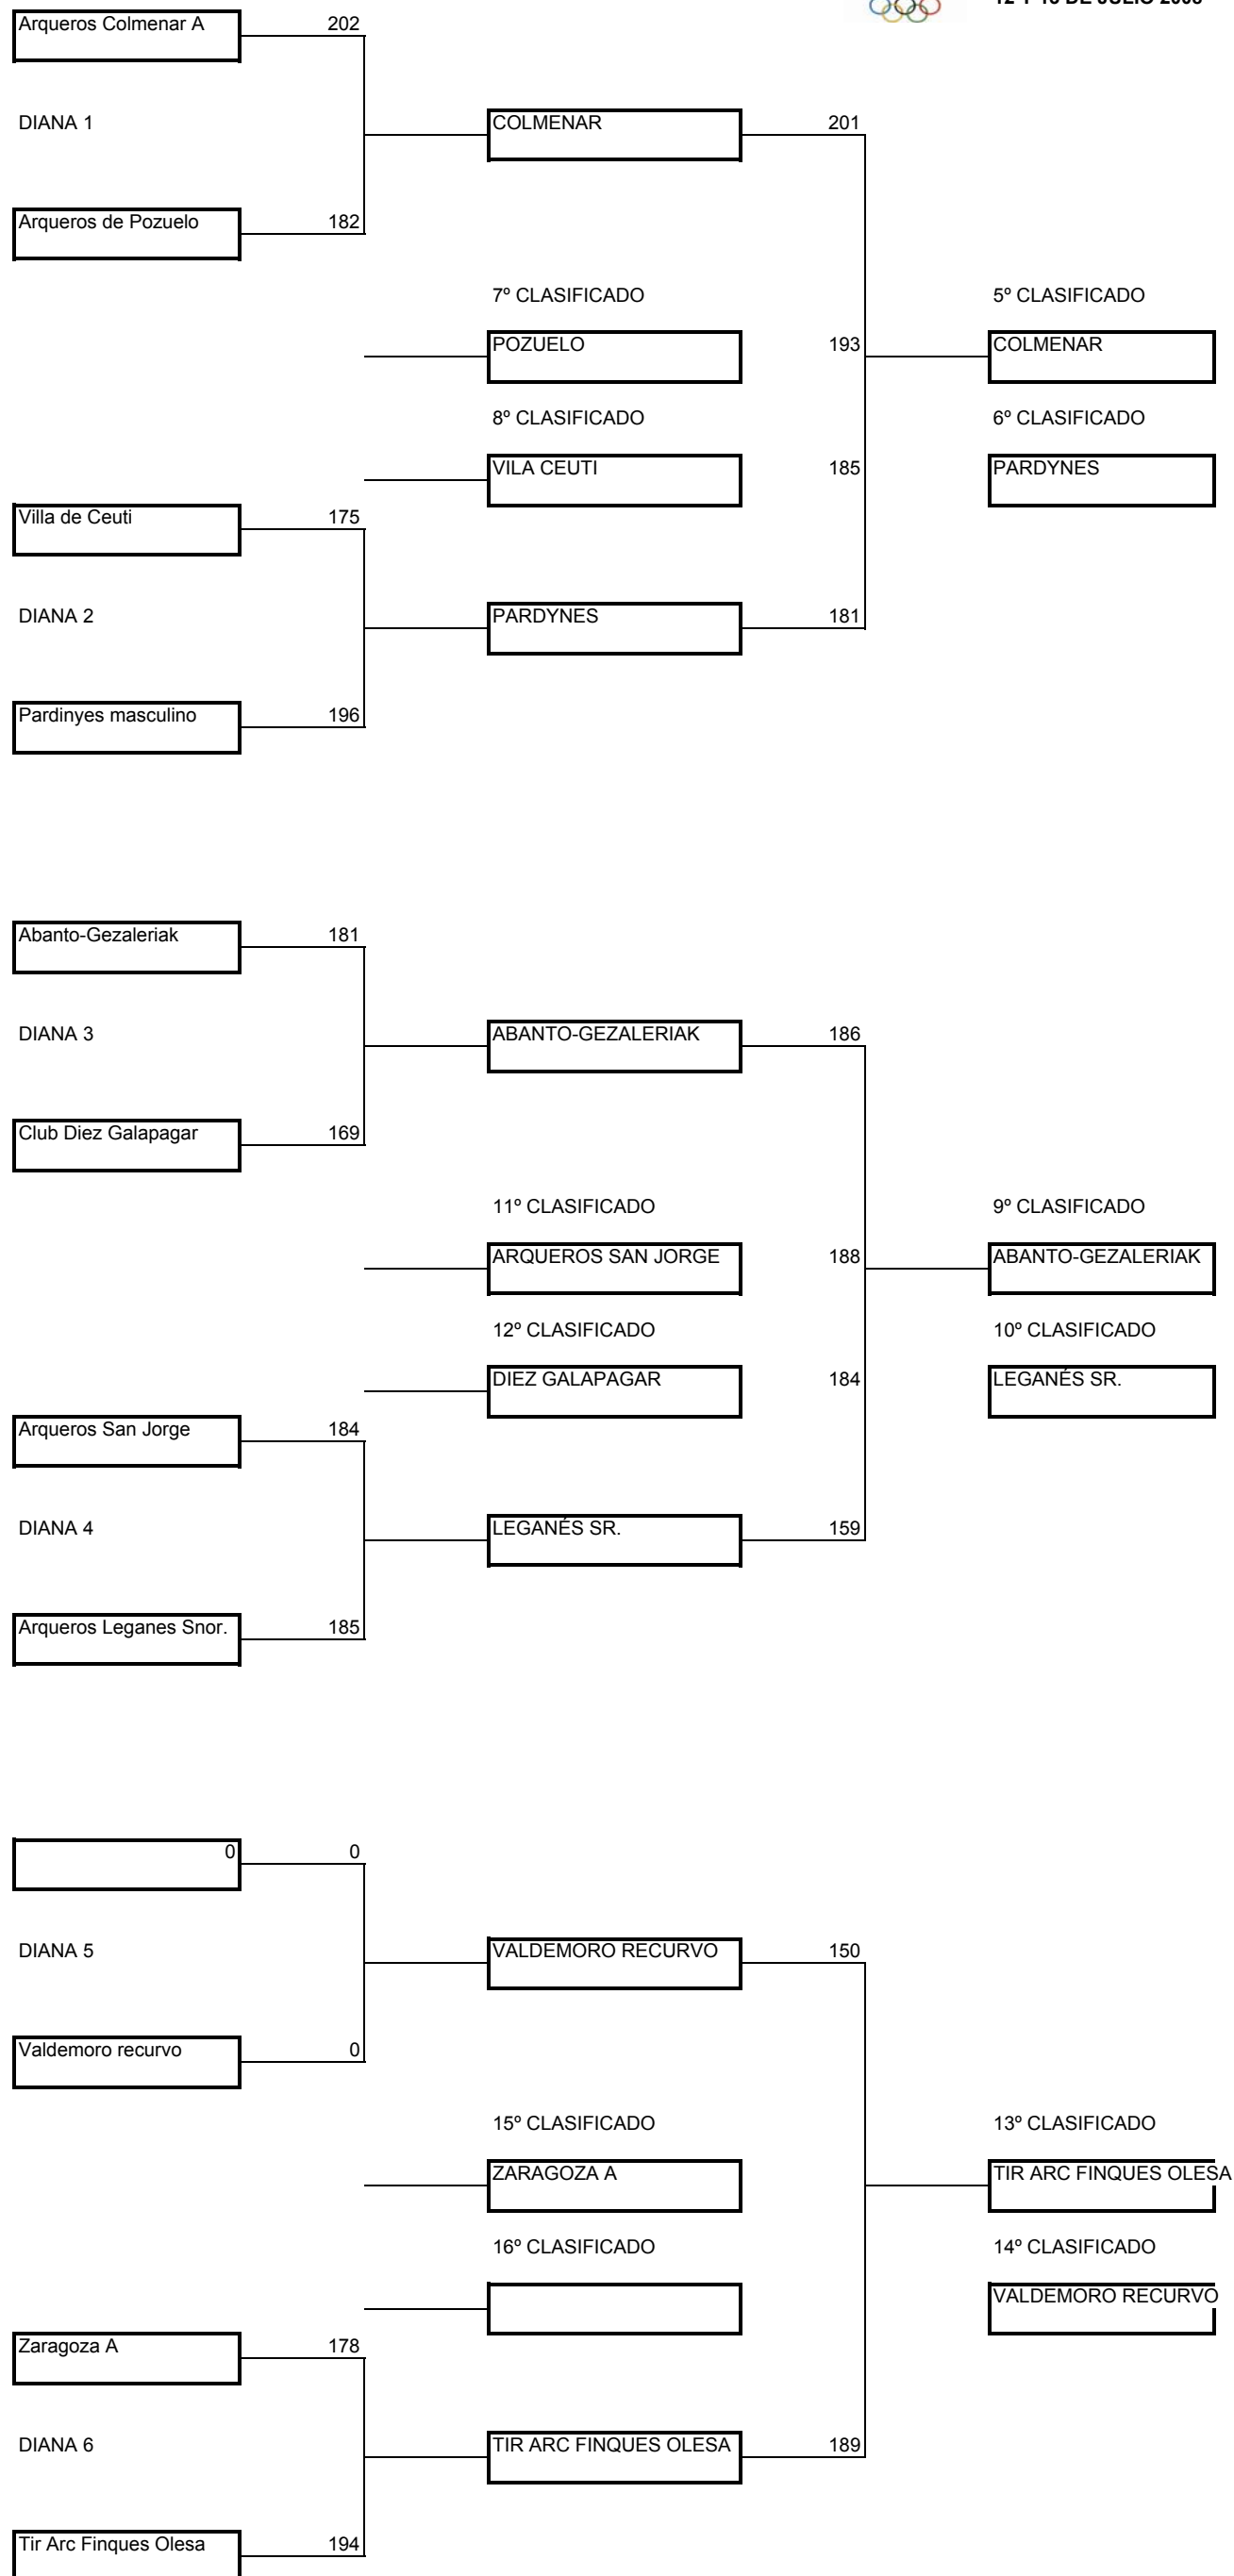 Arqueros Colmenar A 202
DIANA 1 COLMENAR 201
Arqueros de Pozuelo 182
7º CLASIFICADO 5º CLASIFICADO
POZUELO 193 COLMENAR
8º CLASIFICADO 6º CLASIFICADO
VILA CEUTI 185 PARDYNES
Villa de Ceuti 175
DIANA 2 PARDYNES 181
Pardinyes masculino 196
Abanto-Gezaleriak 181
DIANA 3 ABANTO-GEZALERIAK 186
Club Diez Galapagar 169
11º CLASIFICADO 9º CLASIFICADO
ARQUEROS SAN JORGE 188 ABANTO-GEZALERIAK
12º CLASIFICADO 10º CLASIFICADO
DIEZ GALAPAGAR 184 LEGANÉS SR.
Arqueros San Jorge 184
DIANA 4 LEGANÉS SR. 159
Arqueros Leganes Snor. 185
0 0
DIANA 5 VALDEMORO RECURVO 150
Valdemoro recurvo 0
15º CLASIFICADO 13º CLASIFICADO
ZARAGOZA A TIR ARC FINQUES OLESA
16º CLASIFICADO 14º CLASIFICADO
VALDEMORO RECURVO
Zaragoza A 178
DIANA 6 TIR ARC FINQUES OLESA 189
Tir Arc Finques Olesa 194